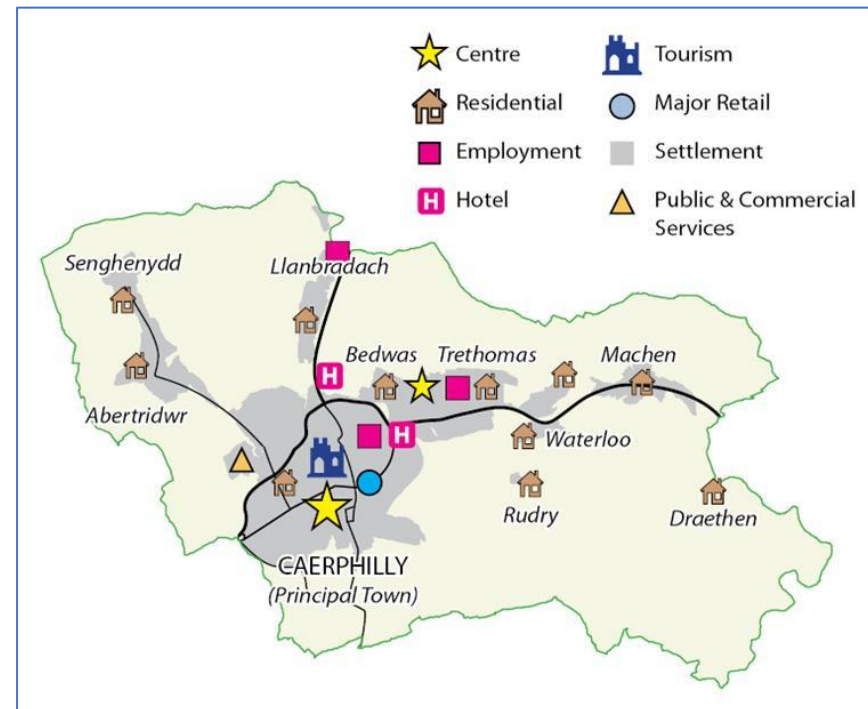 Centre
Tourism
Residential
Major Retail
Employment
Settlement
H
Hotel
Public & Commercial
Services
Senghenydd
Llanbradach
Bedwas
Trethomas
Machen
H
Abertridwr
H
Waterloo
Rudry
Draethen
CAERPHILLY
(Principal Town)